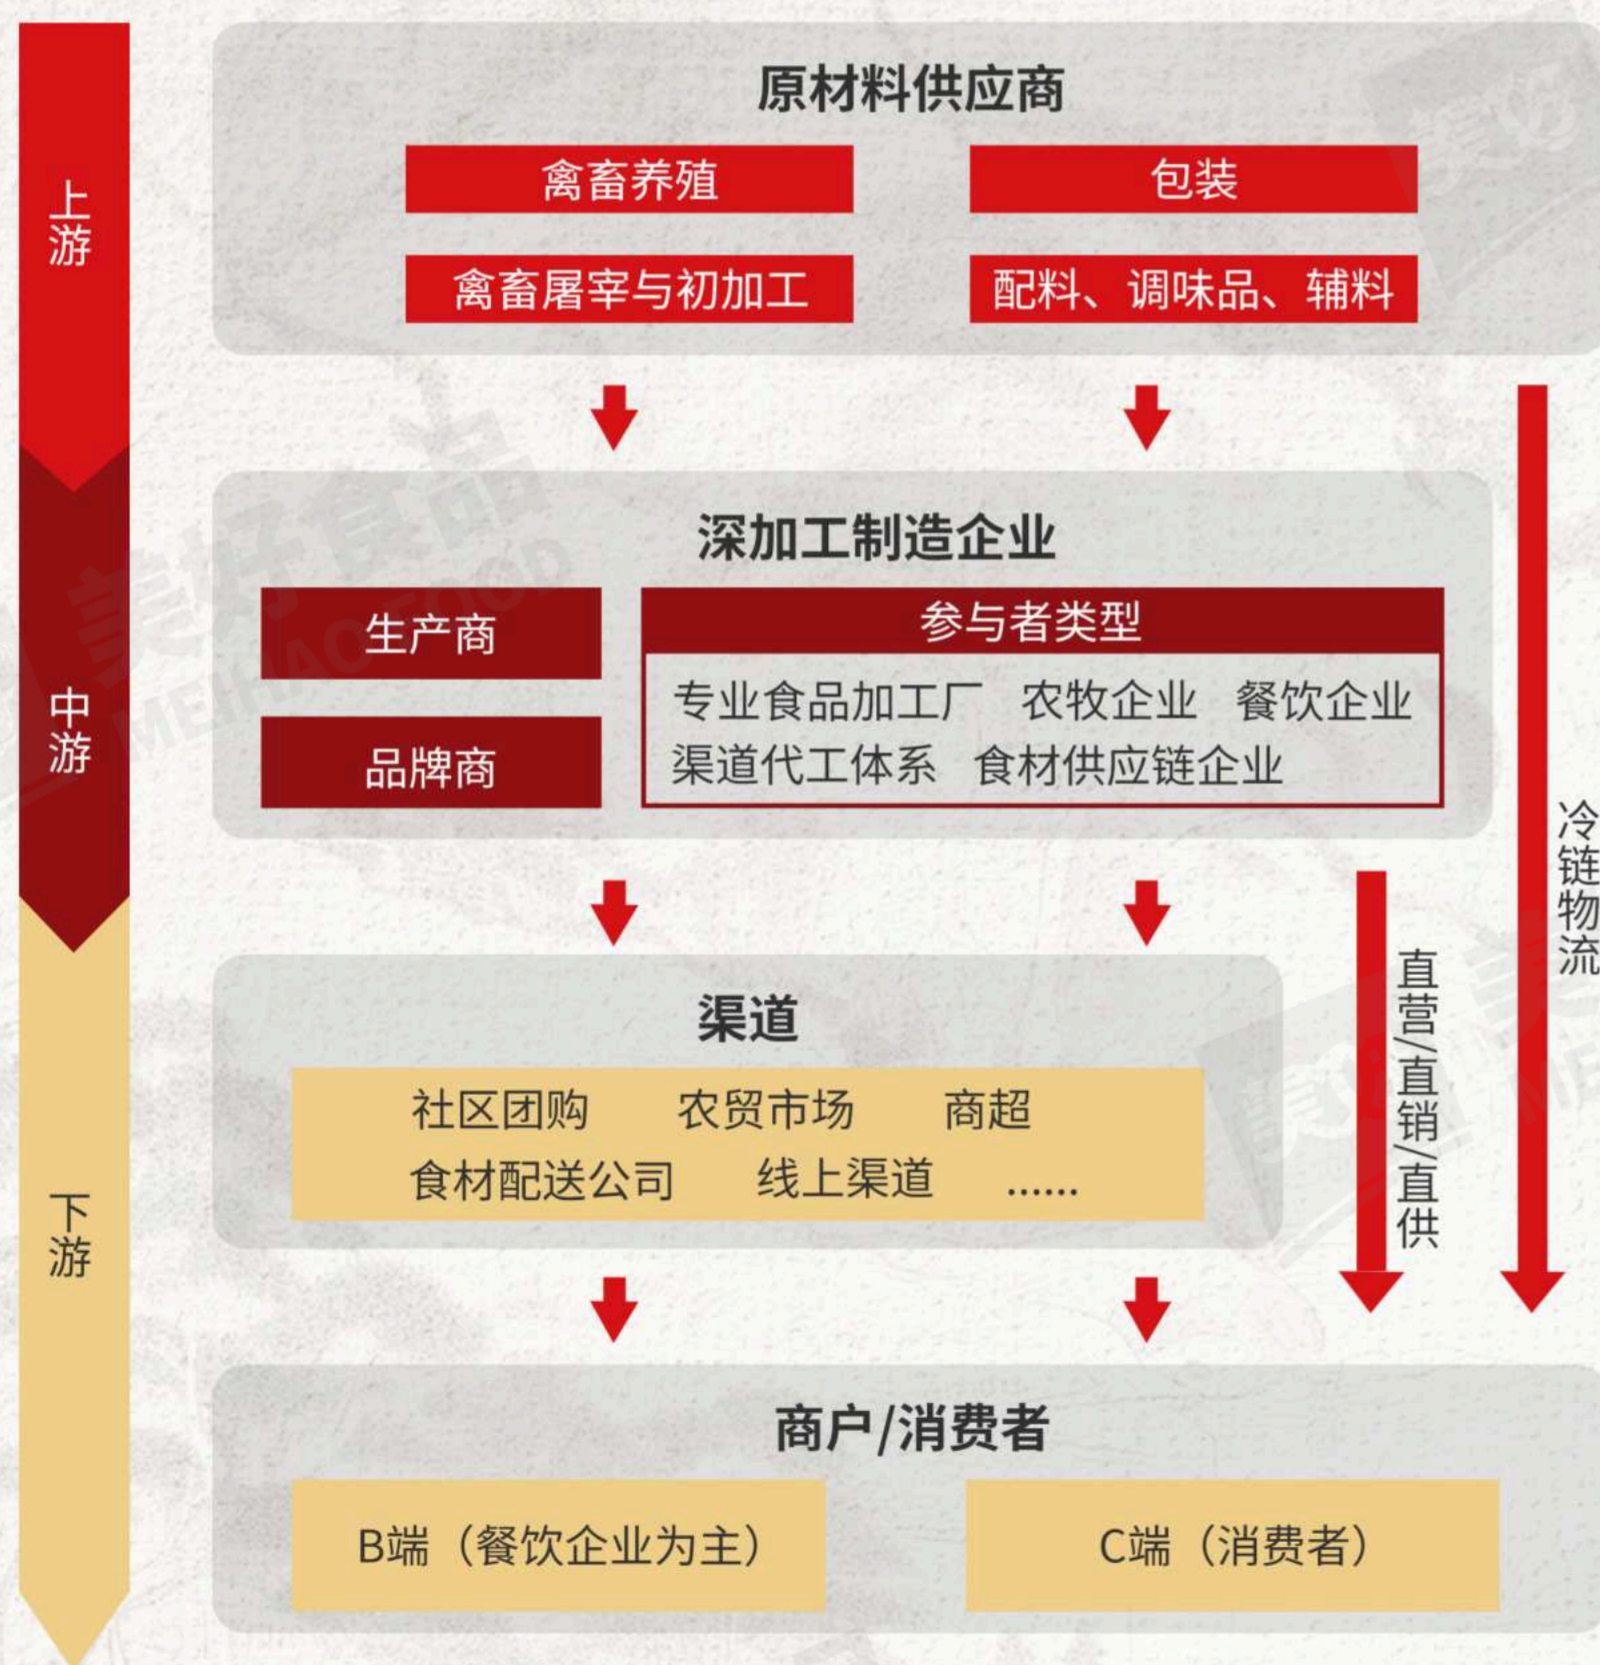 上游
原材料供应商
禽畜养殖
包装
禽畜屠宰与初加工
配料、调味品、辅料
中游
深加工制造企业
生产商
品牌商
参与者类型
专业食品加工厂 农牧企业 餐饮企业
渠道代工体系 食材供应链企业
下游
渠道
社区团购 农贸市场 商超
食材配送公司 线上渠道 ......
直营/直销/直供
冷链物流
商户/消费者
B端（餐饮企业为主）
C端（消费者）
美好食品
MEIHAO FOOD